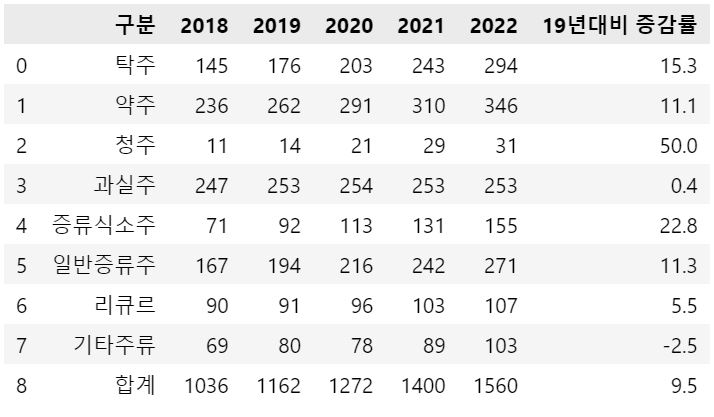 구분 2018 2019 2020 2021 2022 19년대비 증감률
0 탁주 145 176 203 243 294 15.3
1 약주 236 262 291 310 346 11.1
2 청주 11 14 21 29 31 50.0
3 과실주 247 253 254 253 253 0.4
4 증류식소주 71 92 113 131 155 22.8
5 일반증류주 167 194 216 242 271 11.3
6 리큐르 90 91 96 103 107 5.5
7 기타주류 69 80 78 89 103 -2.5
8 합계 1036 1162 1272 1400 1560 9.5